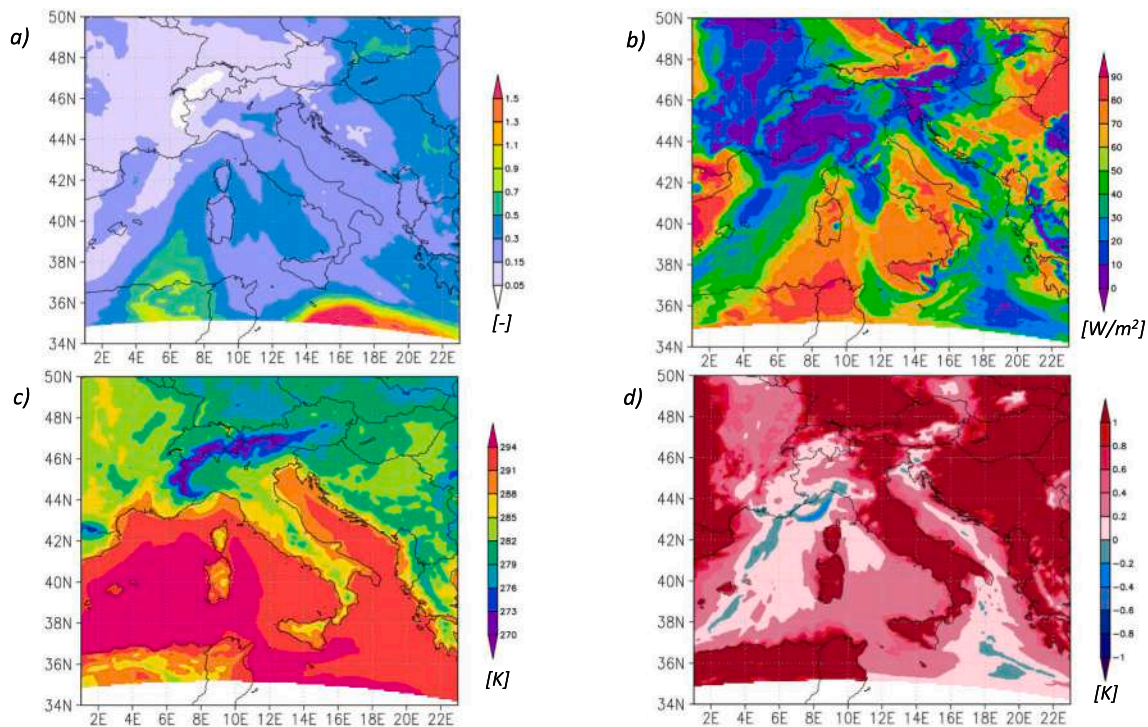 a)
50N
48N
46N
44N
42N
40N
38N
36N
34N
2E 4E 6E 8E 10E 12E 14E 16E 18E 20E 22E
1.5
1.3
1.1
0.9
0.7
0.5
0.3
0.15
0.05
[-]
b)
50N
48N
46N
44N
42N
40N
38N
36N
34N
2E 4E 6E 8E 10E 12E 14E 16E 18E 20E 22E
90
80
70
60
50
40
30
20
10
0
[W/m²]
c)
50N
48N
46N
44N
42N
40N
38N
36N
34N
2E 4E 6E 8E 10E 12E 14E 16E 18E 20E 22E
294
291
288
285
282
279
276
273
270
[K]
d)
50N
48N
46N
44N
42N
40N
38N
36N
34N
2E 4E 6E 8E 10E 12E 14E 16E 18E 20E 22E
1
0.8
0.6
0.4
0.2
0
−0.2
−0.4
−0.6
−0.8
−1
[K]